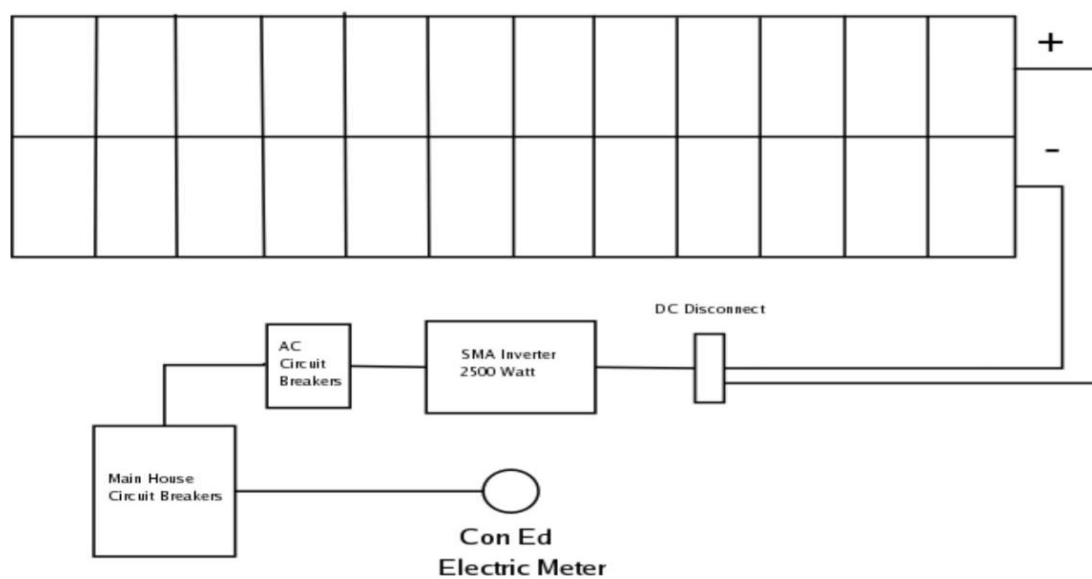 +
-
DC Disconnect
AC
Circuit
Breakers
SMA Inverter
2500 Watt
Main House
Circuit Breakers
Con Ed
Electric Meter